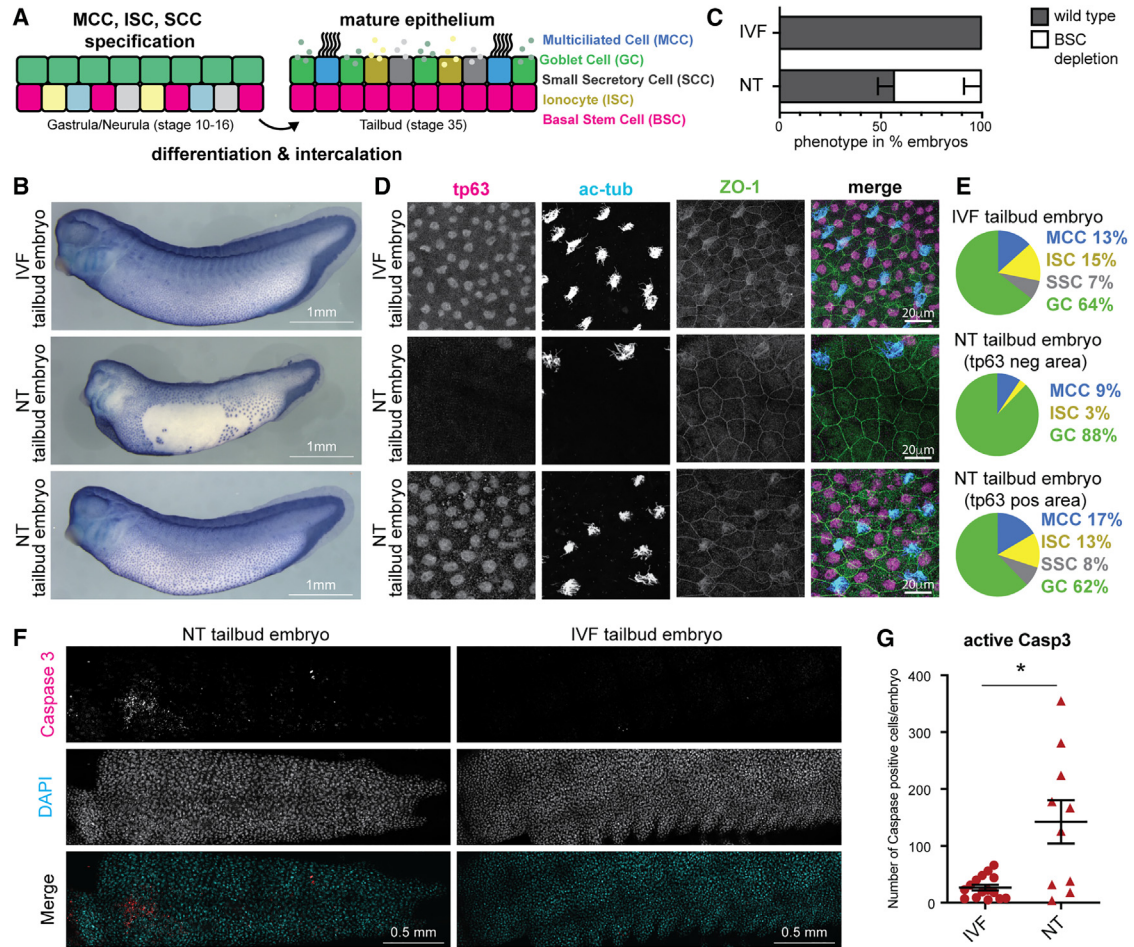 A
MCC, ISC, SCC
specification
Gastrula/Neurula (stage 10-16)
mature epithelium
Tailbud (stage 35)
differentiation & intercalation
Multiciliated Cell (MCC)
Goblet Cell (GC)
Small Secretory Cell (SCC)
Ionocyte (ISC)
Basal Stem Cell (BSC)
C
IVF
NT
0
50
100
phenotype in % embryos
wild type
BSC
depletion
B
IVF
tailbud embryo
1mm
NT
tailbud embryo
1mm
NT
tailbud embryo
1mm
D
tp63
ac-tub
ZO-1
merge
IVF
tailbud embryo
20µm
NT
tailbud embryo
20µm
NT
tailbud embryo
20µm
E
IVF tailbud embryo
MCC 13%
ISC 15%
SSC 7%
GC 64%
NT tailbud embryo
(tp63 neg area)
MCC 9%
ISC 3%
GC 88%
NT tailbud embryo
(tp63 pos area)
MCC 17%
ISC 13%
SSC 8%
GC 62%
F
NT tailbud embryo
IVF tailbud embryo
Caspase 3
DAPI
Merge
0.5 mm
0.5 mm
G
active Casp3
Number of Caspase positive cells/embryo
400
300
200
100
0
*
IVF
NT